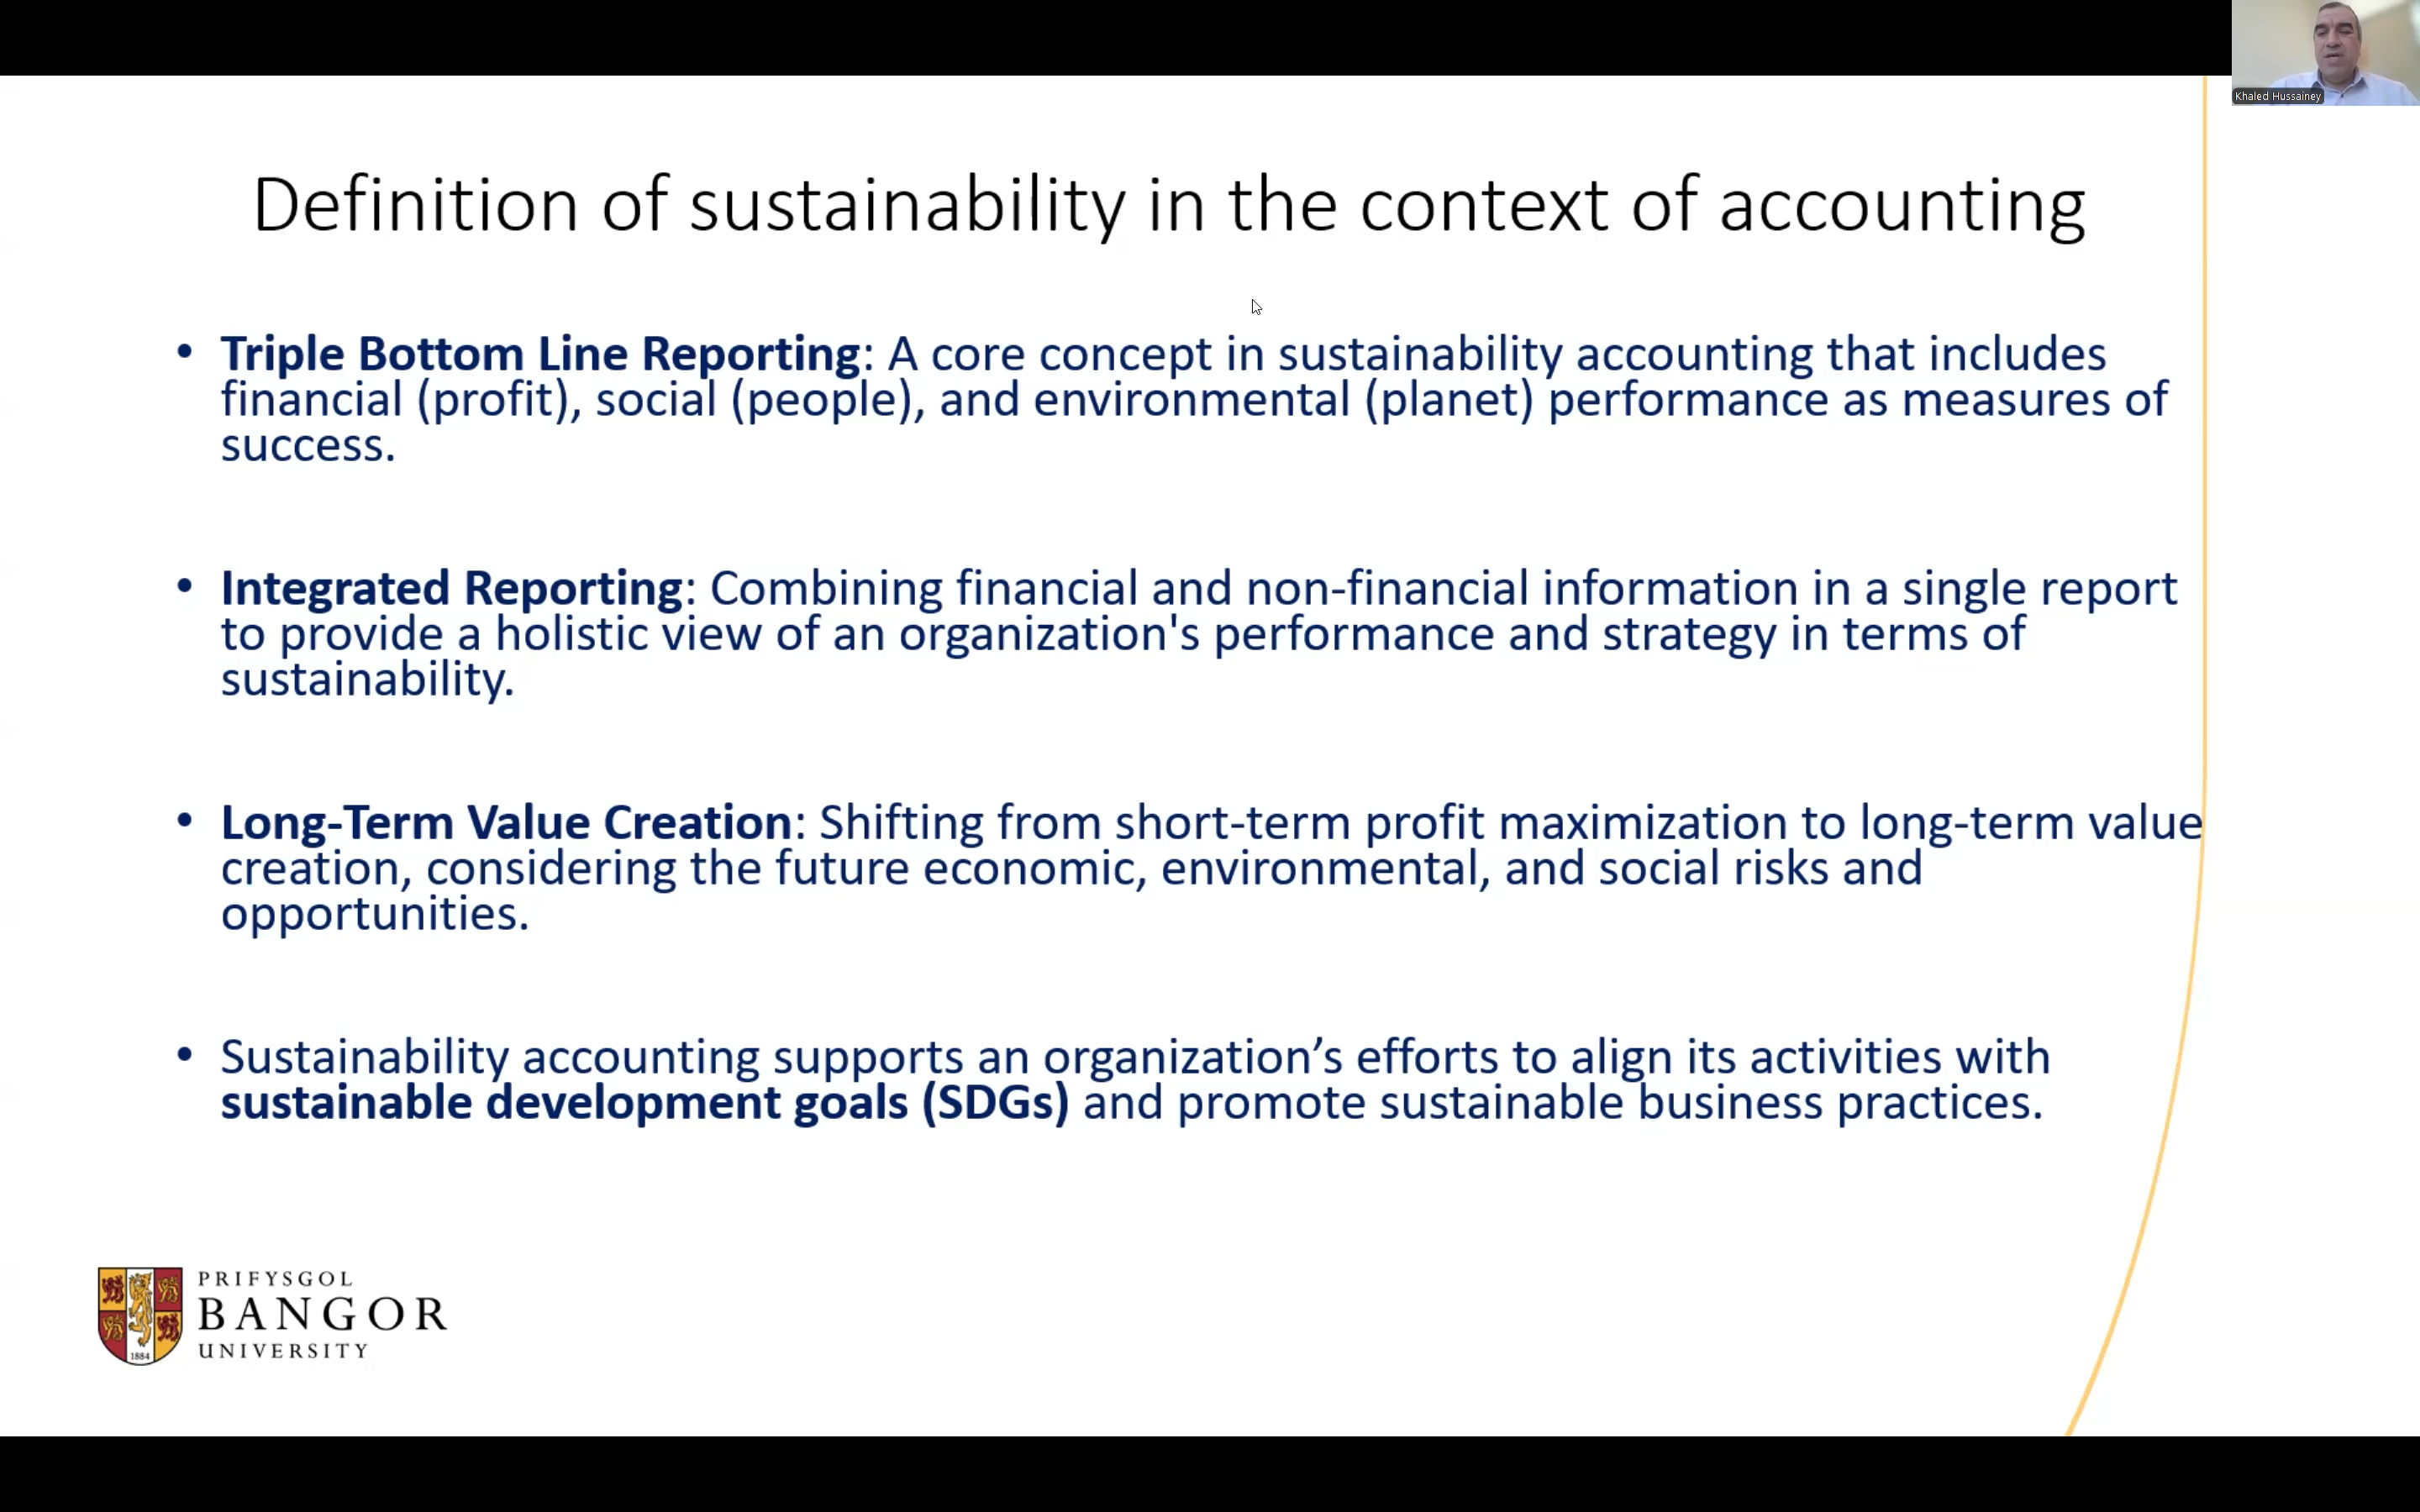 Khaled Hussainey
Definition of sustainability in the context of accounting
• Triple Bottom Line Reporting: A core concept in sustainability accounting that includes
financial (profit), social (people), and environmental (planet) performance as measures of
success.
• Integrated Reporting: Combining financial and non-financial information in a single report
to provide a holistic view of an organization's performance and strategy in terms of
sustainability.
• Long-Term Value Creation: Shifting from short-term profit maximization to long-term value
creation, considering the future economic, environmental, and social risks and
opportunities.
• Sustainability accounting supports an organization’s efforts to align its activities with
sustainable development goals (SDGs) and promote sustainable business practices.
PRIFYSGOL
BANGOR
UNIVERSITY
1884